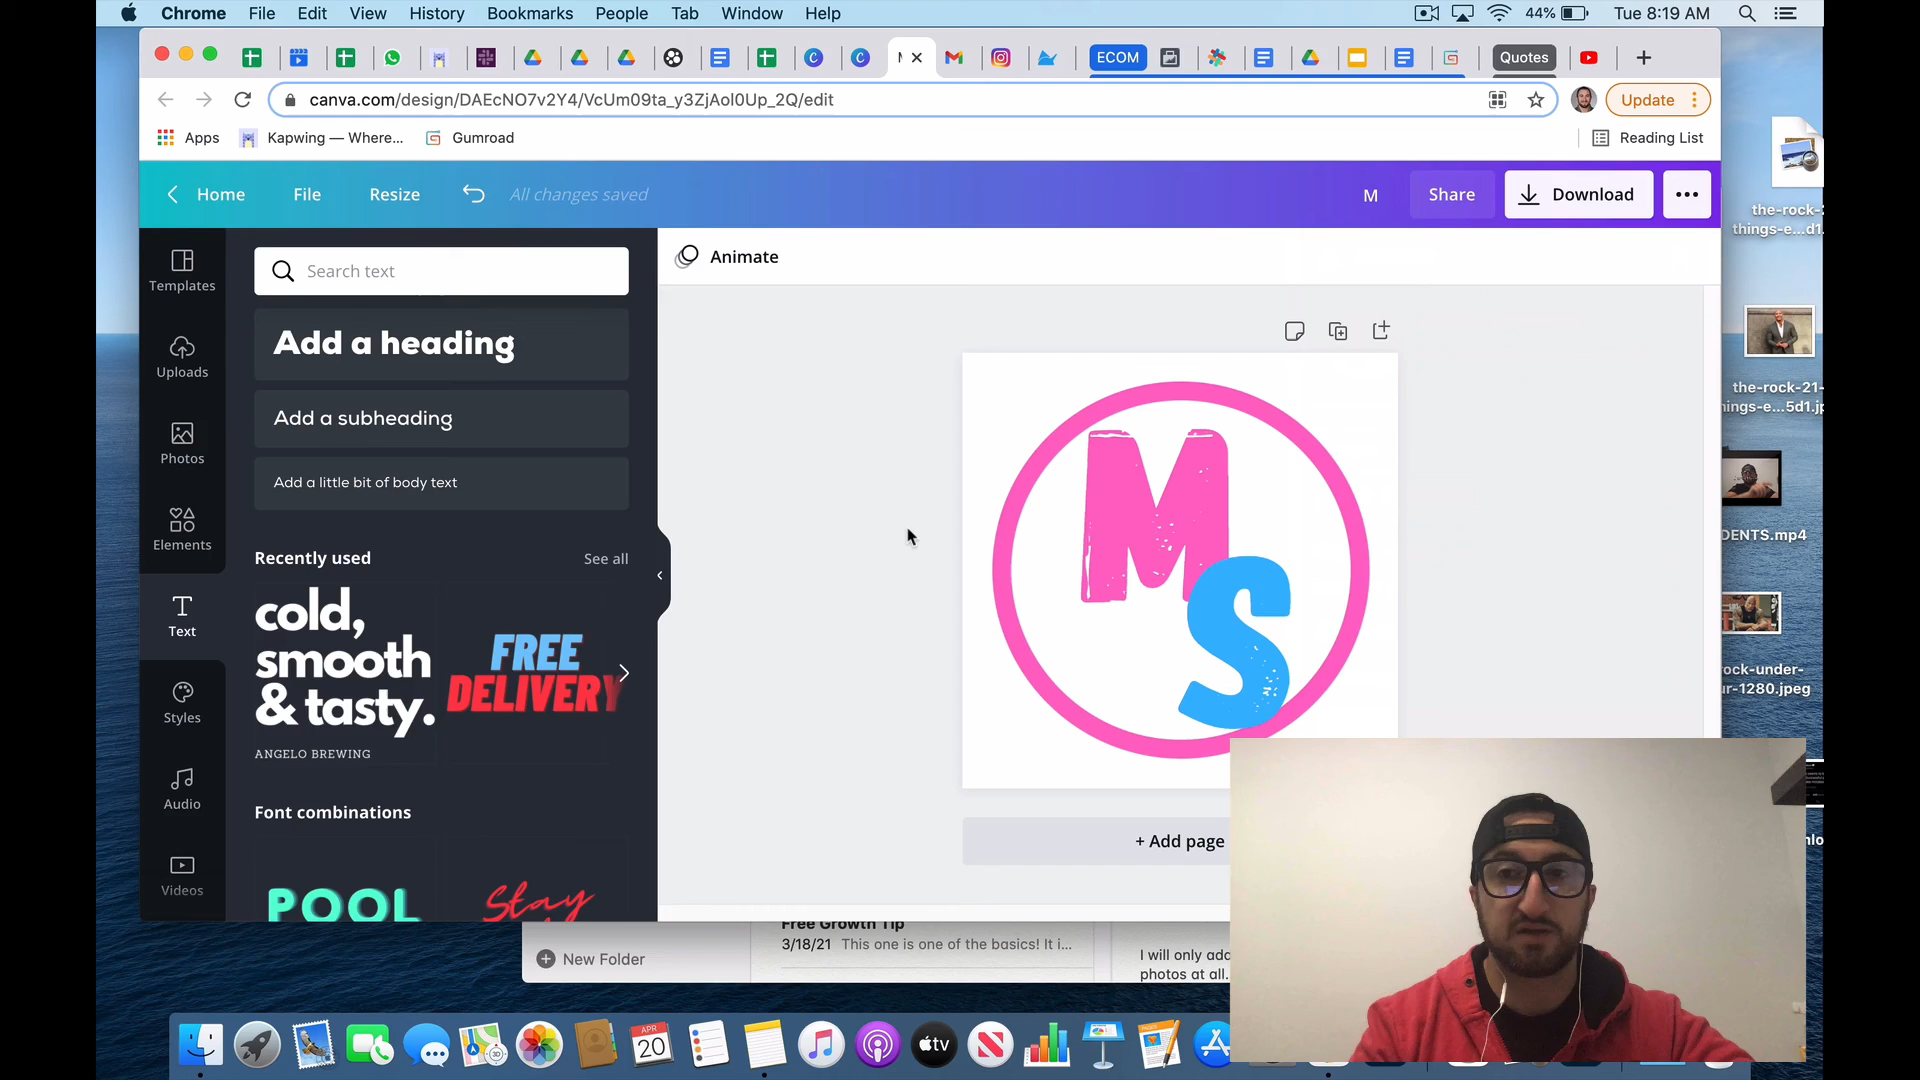 Chrome File Edit View History Bookmarks People Tab Window Help 44% Tue 8:19 AM
ECOM Quotes
canva.com/design/DAEcNO7v2Y4/VcUm09ta_y3ZjAol0Up_2Q/edit Update
Apps Kapwing — Where... Gumroad Reading List
Home File Resize All changes saved M Share Download
Animate
Templates
Uploads
Photos
Elements
Text
Styles
Audio
Videos
Search text
Add a heading
Add a subheading
Add a little bit of body text
Recently used See all
cold,
smooth
& tasty.
ANGELO BREWING
FREE
DELIVERY
Font combinations
POOL
Stay
M
S
+ Add page
Free Growth Tip
3/18/21 This one is one of the basics! It i...
New Folder
I will only add
photos at all.
the-rock-2
things-e...d1.
the-rock-21-
ings-e...5d1.jp
DENTS.mp4
ock-under-
ur-1280.jpeg
APR
20
tv